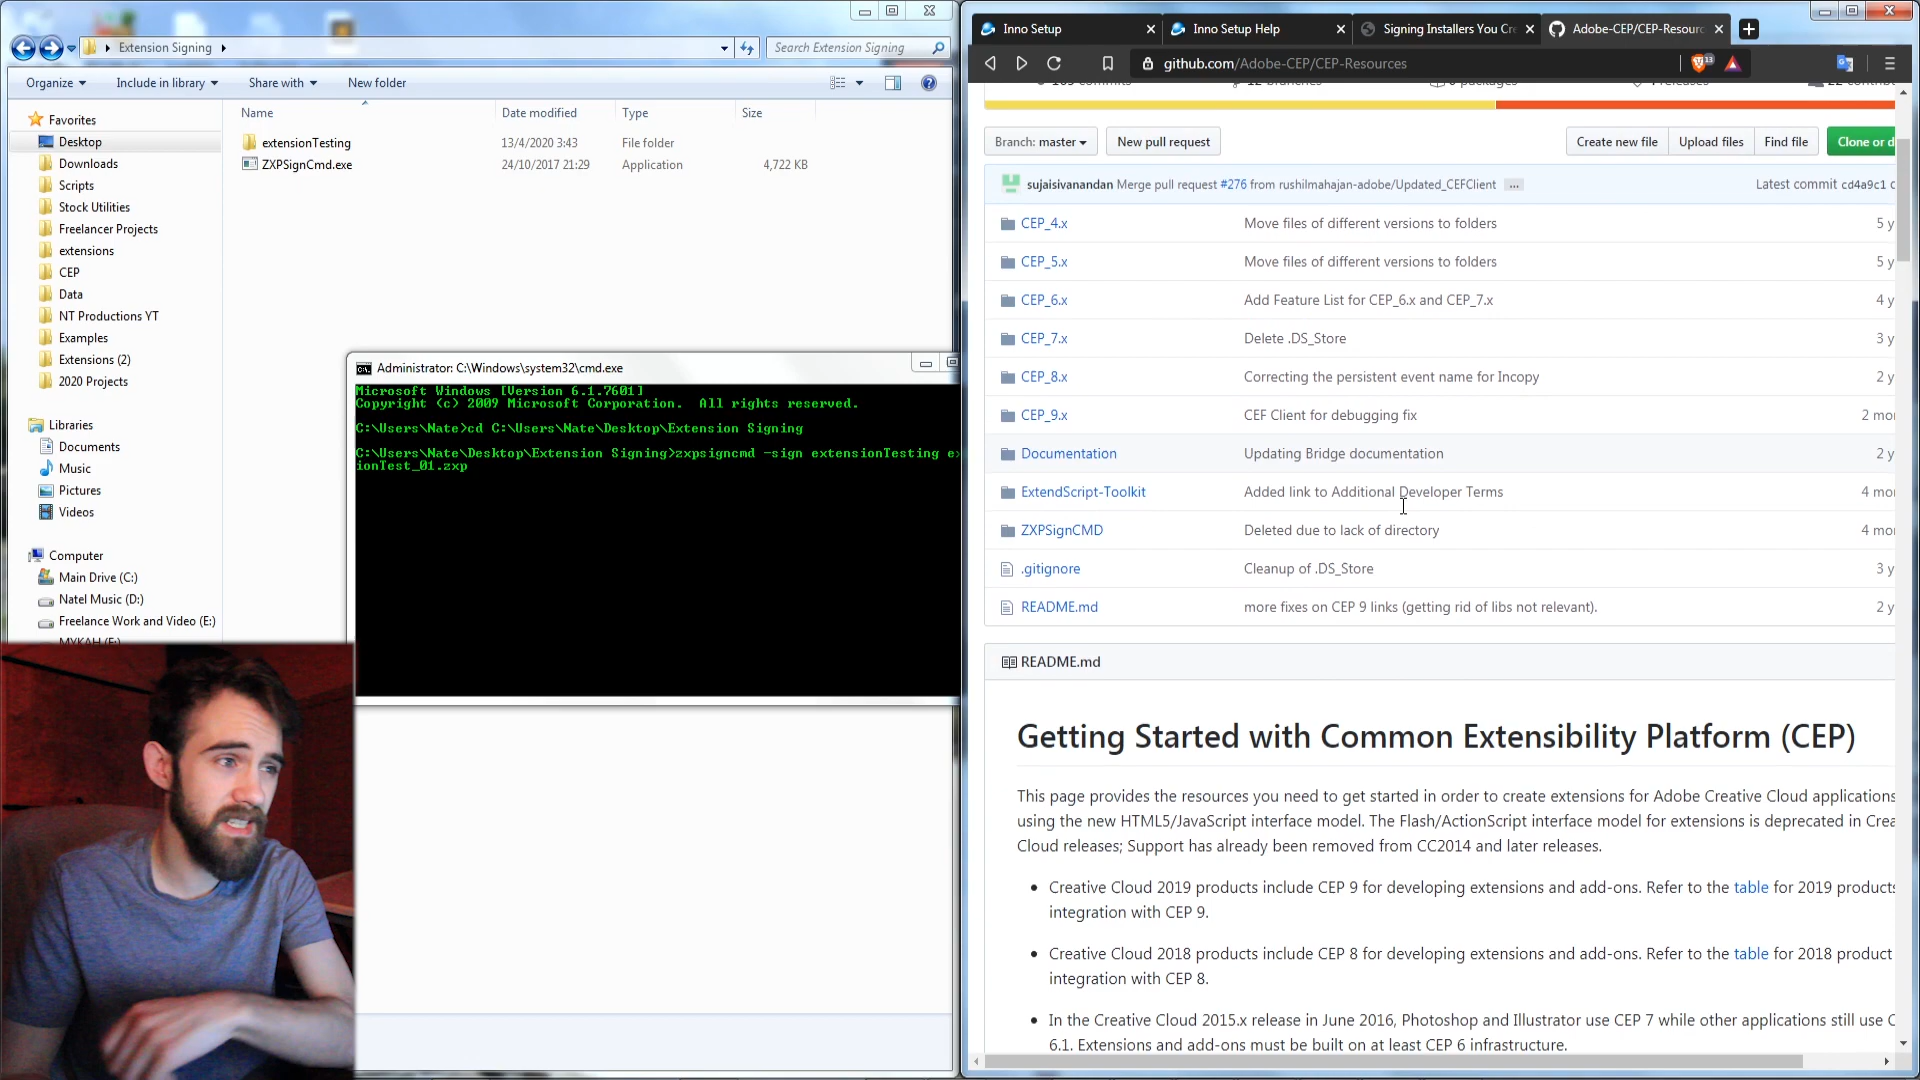 Extension Signing
Search Extension Signing
Organize
Include in library
Share with
New folder
Name
Date modified
Type
Size
extensionTesting
13/4/2020 3:43
File folder
ZXPSignCmd.exe
24/10/2017 21:29
Application
4,722 KB
Favorites
Desktop
Downloads
Scripts
Stock Utilities
Freelancer Projects
extensions
CEP
Data
NT Productions YT
Examples
Extensions (2)
2020 Projects
Libraries
Documents
Music
Pictures
Videos
Computer
Main Drive (C:)
Natel Music (D:)
Freelance Work and Video (E:)
Administrator: C:\Windows\system32\cmd.exe
Microsoft Windows [Version 6.1.7601]
Copyright (c) 2009 Microsoft Corporation. All rights reserved.
C:\Users\Nate>cd C:\Users\Nate\Desktop\Extension Signing
C:\Users\Nate\Desktop\Extension Signing>zxpsigncmd -sign extensionTesting
ionTest_01.zxp
Inno Setup
Inno Setup Help
Signing Installers You Cre
Adobe-CEP/CEP-Resourc
github.com/Adobe-CEP/CEP-Resources
13
Branch: master
New pull request
Create new file
Upload files
Find file
Clone or d
sujaisivanandan Merge pull request #276 from rushilmahajan-adobe/Updated_CEFClient ...
Latest commit cd4a9c1
CEP_4.x
Move files of different versions to folders
5 y
CEP_5.x
Move files of different versions to folders
5 y
CEP_6.x
Add Feature List for CEP_6.x and CEP_7.x
4 y
CEP_7.x
Delete .DS_Store
3 y
CEP_8.x
Correcting the persistent event name for Incopy
2 y
CEP_9.x
CEF Client for debugging fix
2 mo
Documentation
Updating Bridge documentation
2 y
ExtendScript-Toolkit
Added link to Additional Developer Terms
4 mo
ZXPSignCMD
Deleted due to lack of directory
4 mo
.gitignore
Cleanup of .DS_Store
3 y
README.md
more fixes on CEP 9 links (getting rid of libs not relevant).
2 y
README.md
Getting Started with Common Extensibility Platform (CEP)
This page provides the resources you need to get started in order to create extensions for Adobe Creative Cloud applications
using the new HTML5/JavaScript interface model. The Flash/ActionScript interface model for extensions is deprecated in Crea
Cloud releases; Support has already been removed from CC2014 and later releases.
• Creative Cloud 2019 products include CEP 9 for developing extensions and add-ons. Refer to the table for 2019 products
integration with CEP 9.
• Creative Cloud 2018 products include CEP 8 for developing extensions and add-ons. Refer to the table for 2018 product
integration with CEP 8.
• In the Creative Cloud 2015.x release in June 2016, Photoshop and Illustrator use CEP 7 while other applications still use C
6.1. Extensions and add-ons must be built on at least CEP 6 infrastructure.